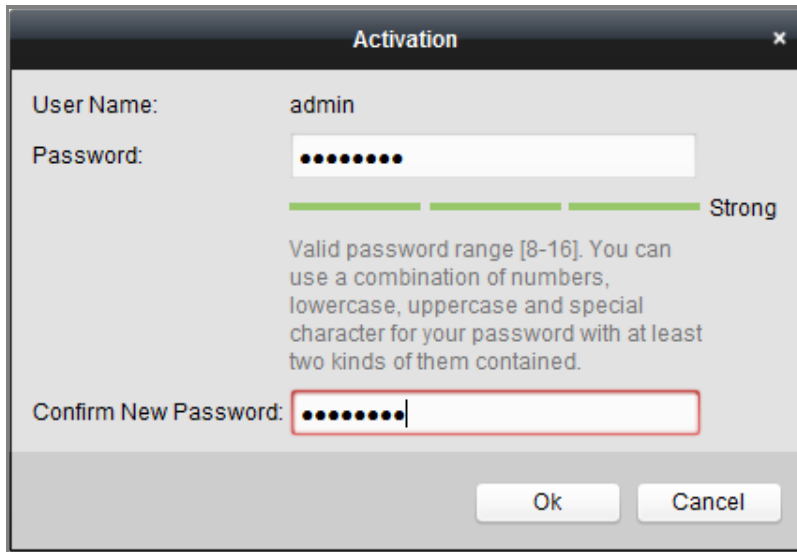 Activation ×
User Name: admin
Password: ●●●●●●●●
Strong
Valid password range [8-16]. You can
use a combination of numbers,
lowercase, uppercase and special
character for your password with at least
two kinds of them contained.
Confirm New Password: ●●●●●●●●
Ok Cancel